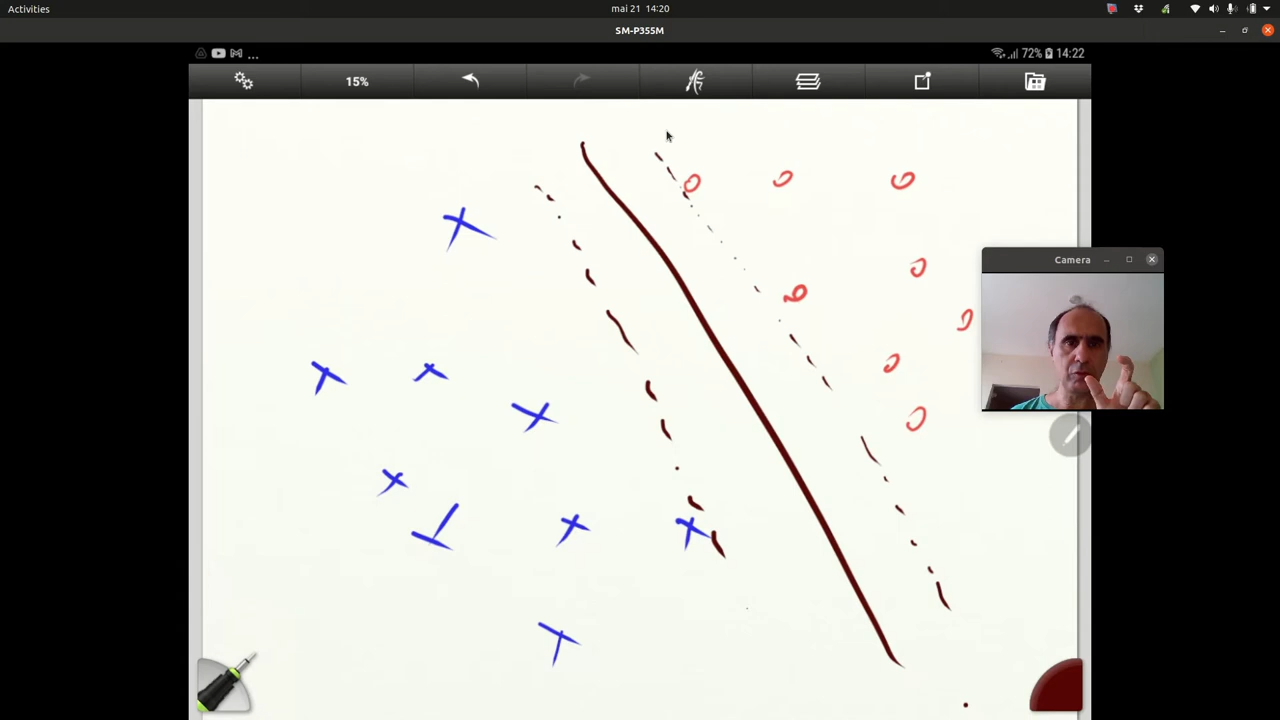 Activities
mai 21 14:20
SM-P355M
... 72% 14:22
15%
Camera